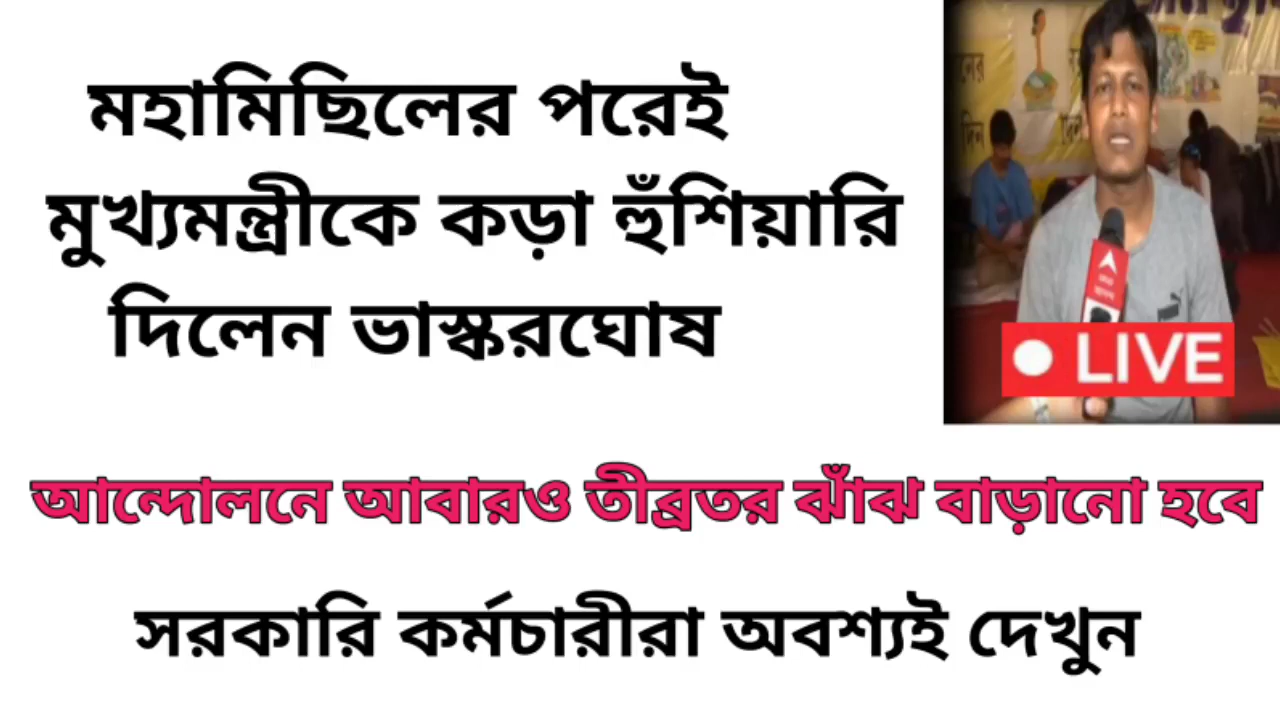 মহামিছিলের পরেই
মুখ্যমন্ত্রীকে কড়া হুঁশিয়ারি
দিলেন ভাস্করঘোষ
LIVE
আন্দোলনে আবারও তীব্রতর ঝাঁঝ বাড়ানো হবে
সরকারি কর্মচারীরা অবশ্যই দেখুন